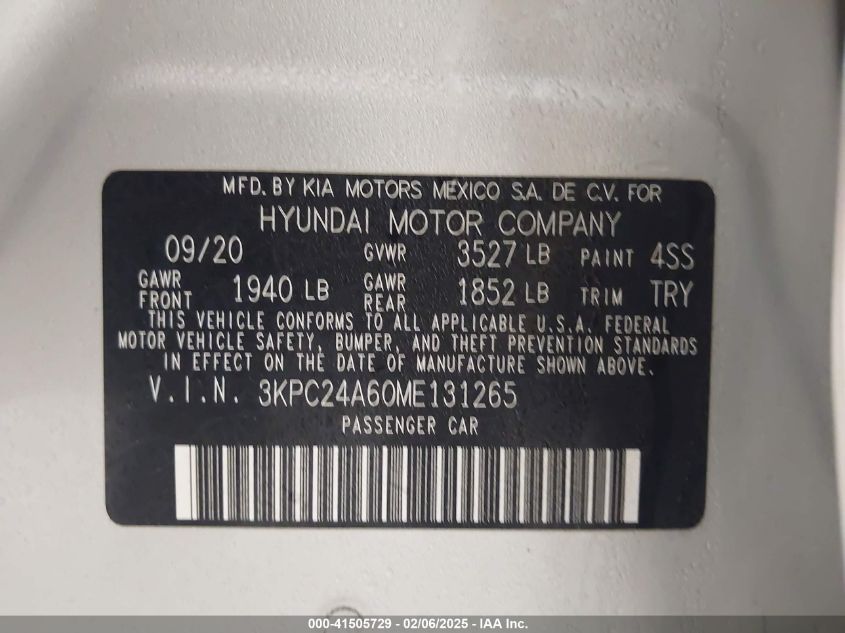 MFD. BY KIA MOTORS MEXICO S.A. DE C.V. FOR
HYUNDAI MOTOR COMPANY
09/20 GVWR 3527 LB PAINT 4SS
GAWR FRONT 1940 LB GAWR REAR 1852 LB TRIM TRY
THIS VEHICLE CONFORMS TO ALL APPLICABLE U.S.A. FEDERAL
MOTOR VEHICLE SAFETY, BUMPER, AND THEFT PREVENTION STANDARDS
IN EFFECT ON THE DATE OF MANUFACTURE SHOWN ABOVE.
V.I.N. 3KPC24A60ME131265
PASSENGER CAR
000-41505729 - 02/06/2025 - IAA Inc.